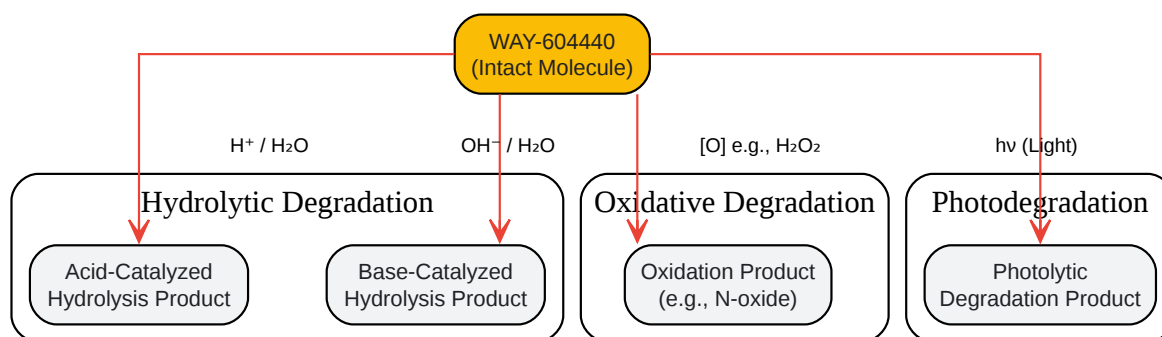 WAY-604440
(Intact Molecule)
H⁺ / H₂O
OH⁻ / H₂O
[O] e.g., H₂O₂
hν (Light)
Hydrolytic Degradation
Oxidative Degradation
Photodegradation
Acid-Catalyzed
Hydrolysis Product
Base-Catalyzed
Hydrolysis Product
Oxidation Product
(e.g., N-oxide)
Photolytic
Degradation Product